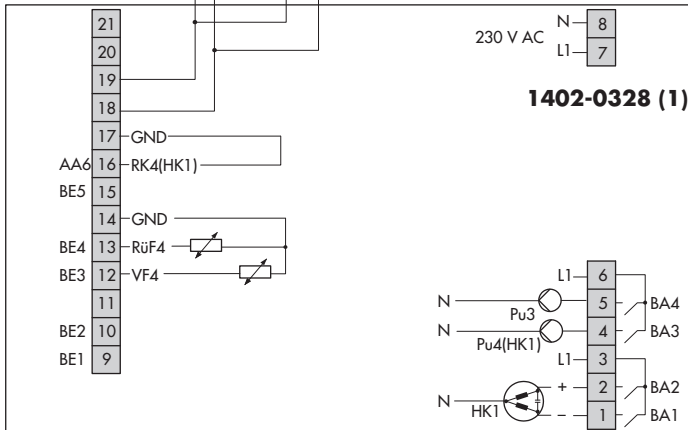 21
20
19
18
17 GND
AA6 16 RK4(HK1)
BE5 15
14 GND
BE4 13 RüF4
BE3 12 VF4
11
BE2 10
BE1 9
230 V AC
N 8
L1 7
1402-0328 (1)
L1 6
N Pu3 5 BA4
N Pu4(HK1) 4 BA3
L1 3
N HK1 + 2 BA2
– 1 BA1